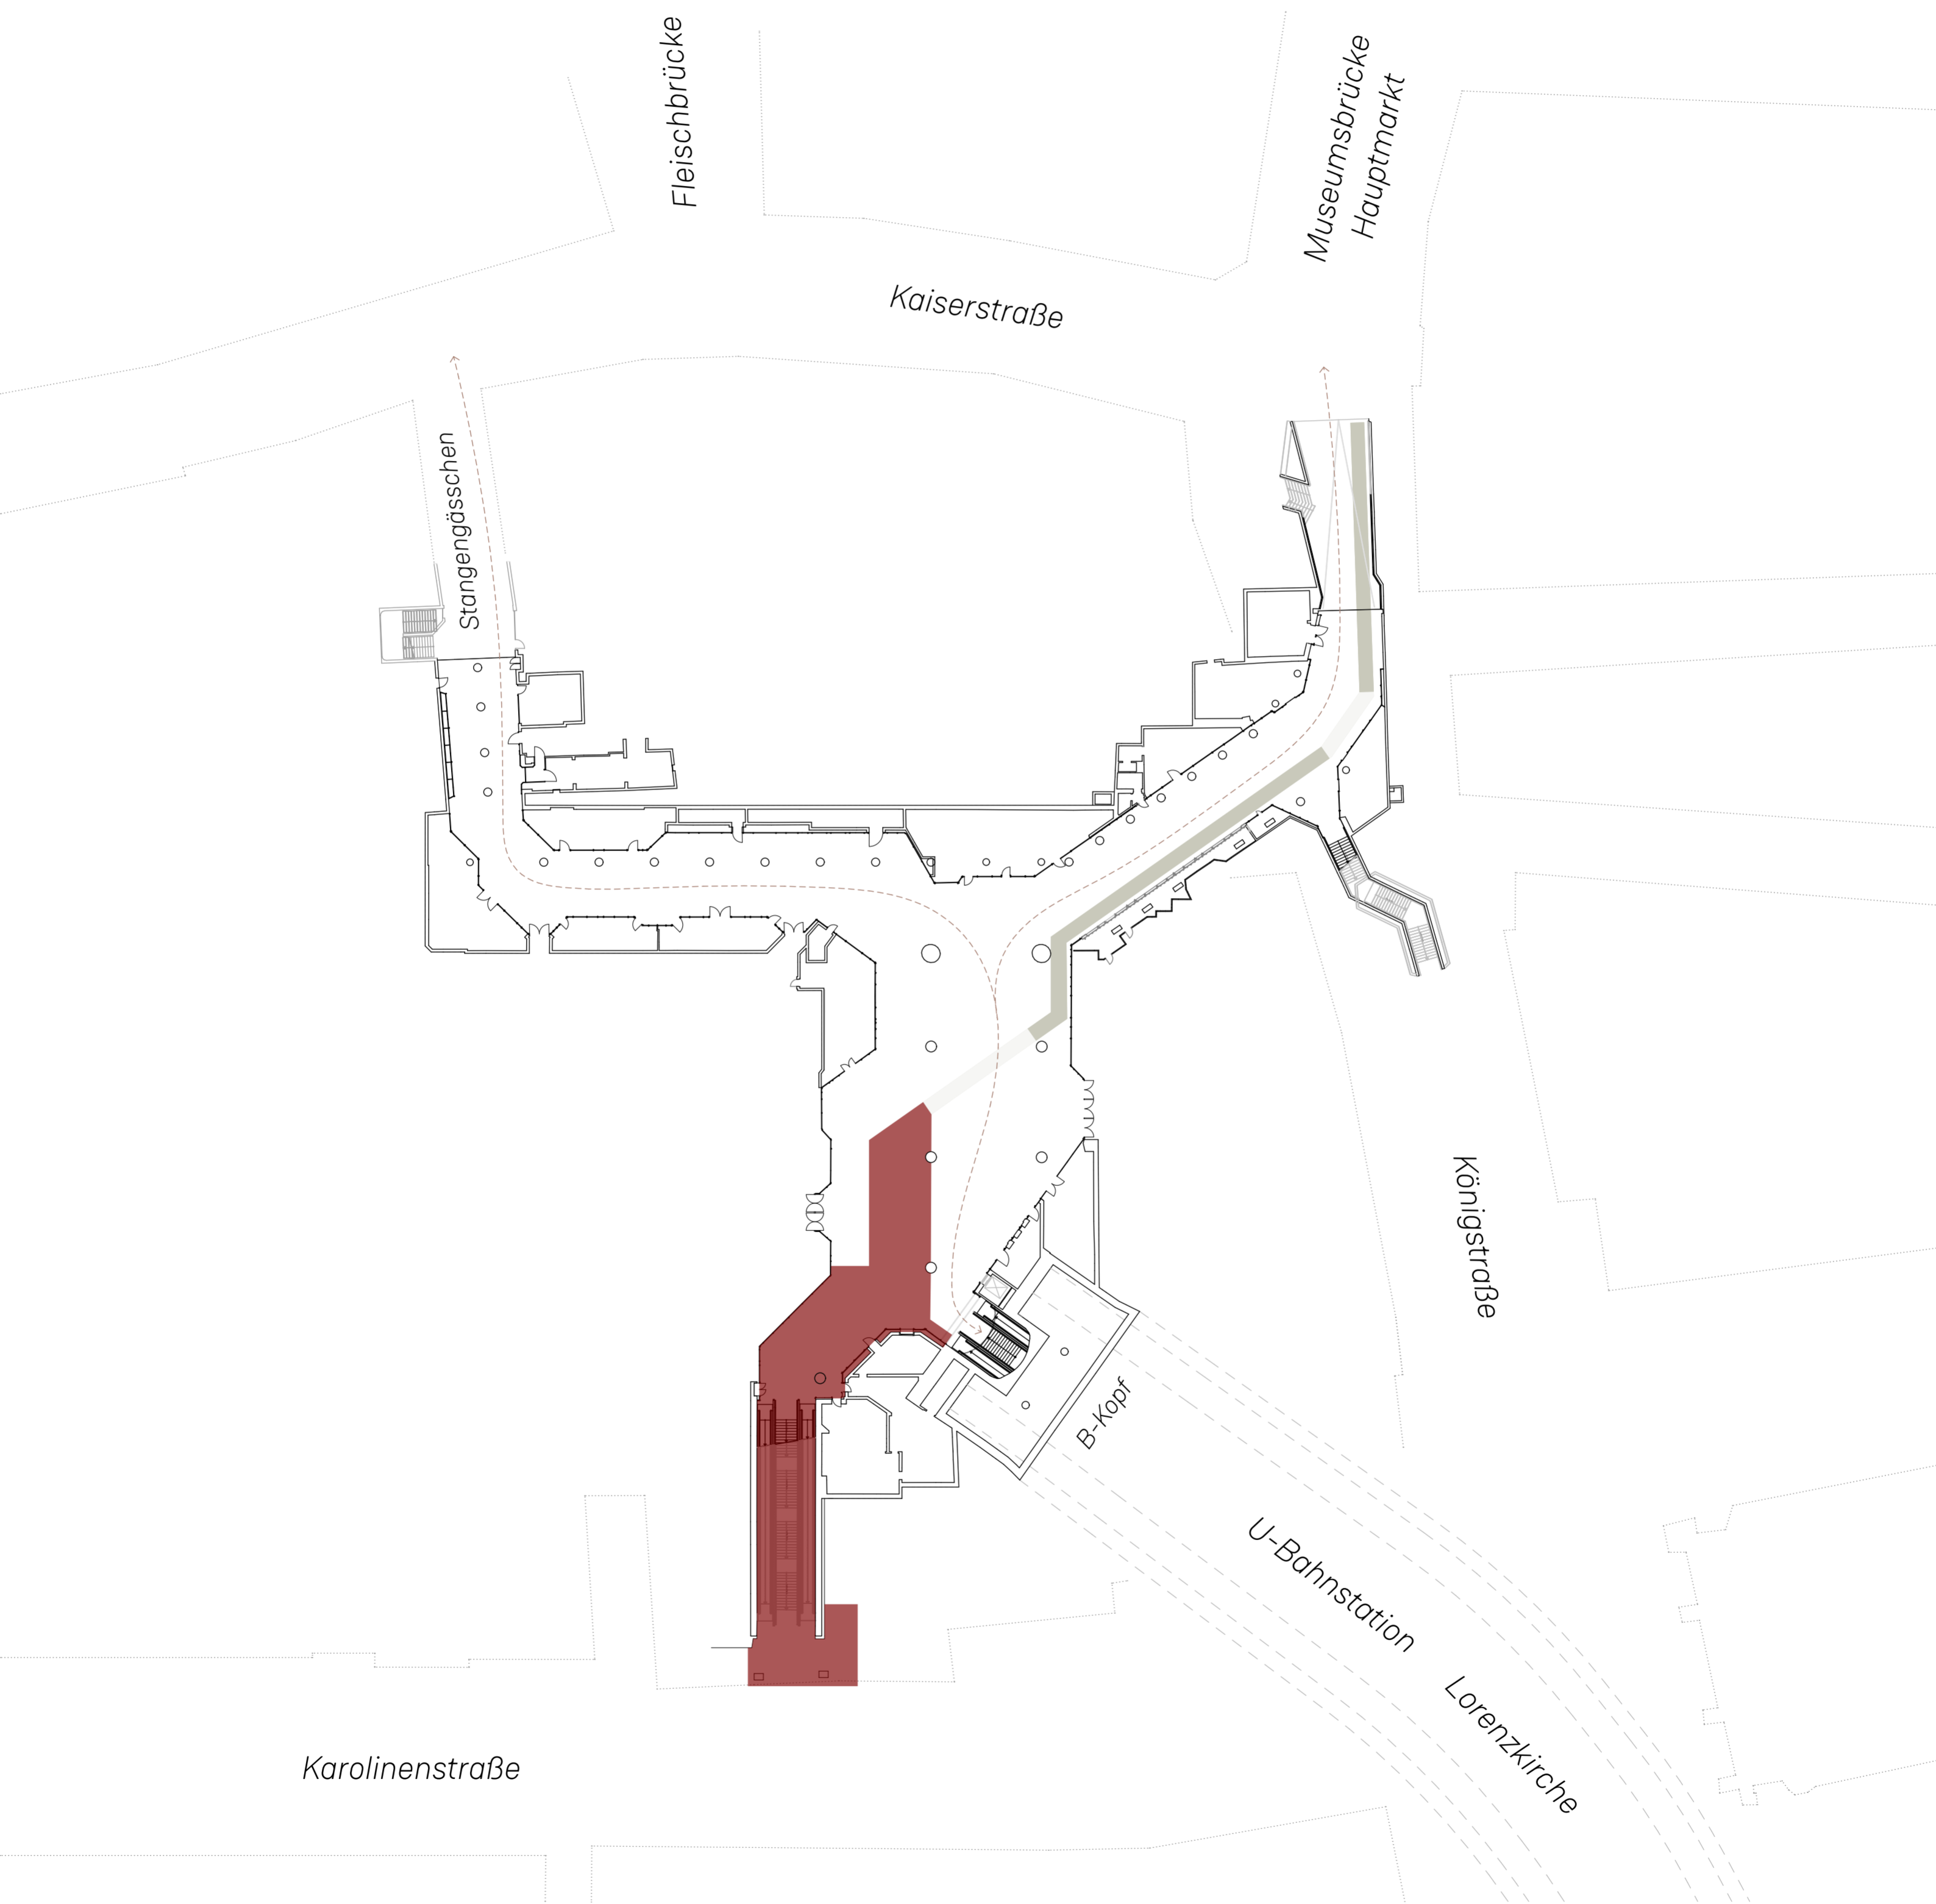 Fleischbrücke
Museumsbrücke
Hauptmarkt
Kaiserstraße
Stangengässchen
Königstraße
B-Kopf
U-Bahnstation
Lorenzkirche
Karolinenstraße